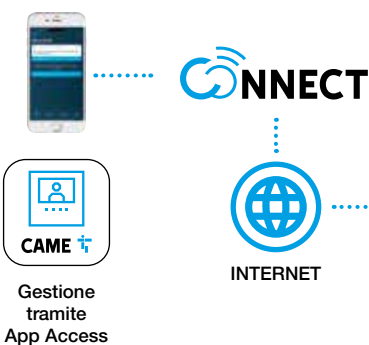 CONNECT
CAME
INTERNET
Gestione
tramite
App Access